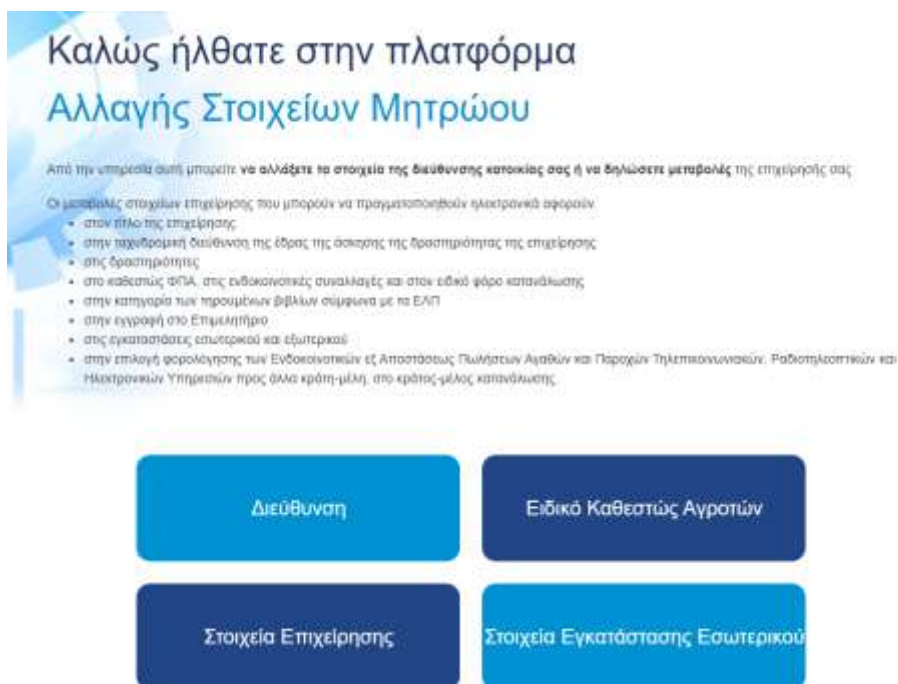 Καλώς ήλθατε στην πλατφόρμα
Αλλαγής Στοιχείων Μητρώου
Από την υπηρεσία αυτή μπορείτε να αλλάξετε τα στοιχεία της διεύθυνσης κατοικίας σας ή να δηλώσετε μεταβολές της επιχείρησής σας
Οι μεταβολές στοιχείων επιχείρησης που μπορούν να πραγματοποιηθούν ηλεκτρονικά αφορούν:
στον τίτλο της επιχείρησης
στην ταχυδρομική διεύθυνση της έδρας της άσκησης της δραστηριότητας της επιχείρησης
στις δραστηριότητες
στο καθεστώς ΦΠΑ, στις ενδοκοινοτικές συναλλαγές και στον ειδικό φόρο κατανάλωσης
στην κατηγορία των τηρούμενων βιβλίων σύμφωνα με τα ΕΛΠ
στην εγγραφή στο Επιμελητήριο
στις εγκαταστάσεις εσωτερικού και εξωτερικού
στην επιλογή φορολόγησης των Ενδοκοινοτικών εξ Αποστάσεως Πωλήσεων Αγαθών και Παροχών Τηλεπικοινωνιακών, Ραδιοτηλεοπτικών και
Ηλεκτρονικών Υπηρεσιών προς άλλα κράτη-μέλη, στο κράτος-μέλος κατανάλωσης.
Διεύθυνση
Ειδικό Καθεστώς Αγροτών
Στοιχεία Επιχείρησης
Στοιχεία Εγκατάστασης Εσωτερικού